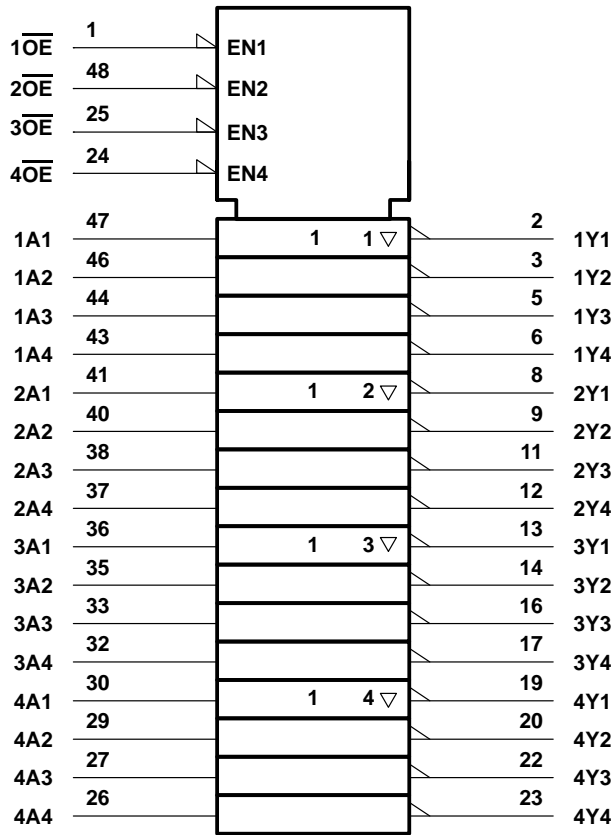 1OE 1 EN1
2OE 48 EN2
3OE 25 EN3
4OE 24 EN4
1A1 47 1 1 ▽ 2 1Y1
1A2 46 3 1Y2
1A3 44 5 1Y3
1A4 43 6 1Y4
2A1 41 1 2 ▽ 8 2Y1
2A2 40 9 2Y2
2A3 38 11 2Y3
2A4 37 12 2Y4
3A1 36 1 3 ▽ 13 3Y1
3A2 35 14 3Y2
3A3 33 16 3Y3
3A4 32 17 3Y4
4A1 30 1 4 ▽ 19 4Y1
4A2 29 20 4Y2
4A3 27 22 4Y3
4A4 26 23 4Y4